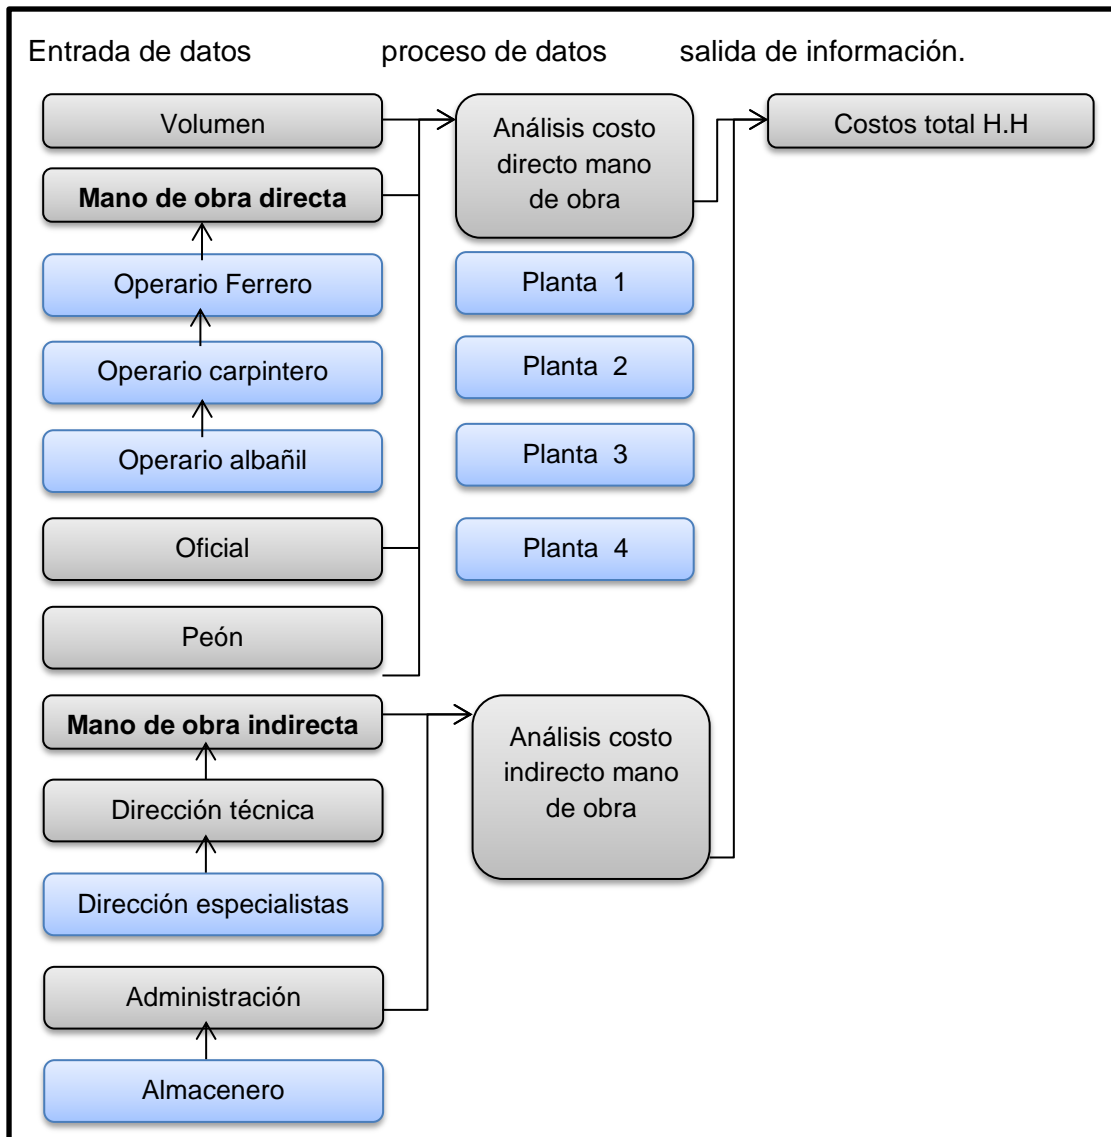 Entrada de datos proceso de datos salida de información.
Volumen
Mano de obra directa
Operario Ferrero
Operario carpintero
Operario albañil
Oficial
Peón
Mano de obra indirecta
Dirección técnica
Dirección especialistas
Administración
Almacenero
Análisis costo
directo mano
de obra
Planta 1
Planta 2
Planta 3
Planta 4
Análisis costo
indirecto mano
de obra
Costos total H.H